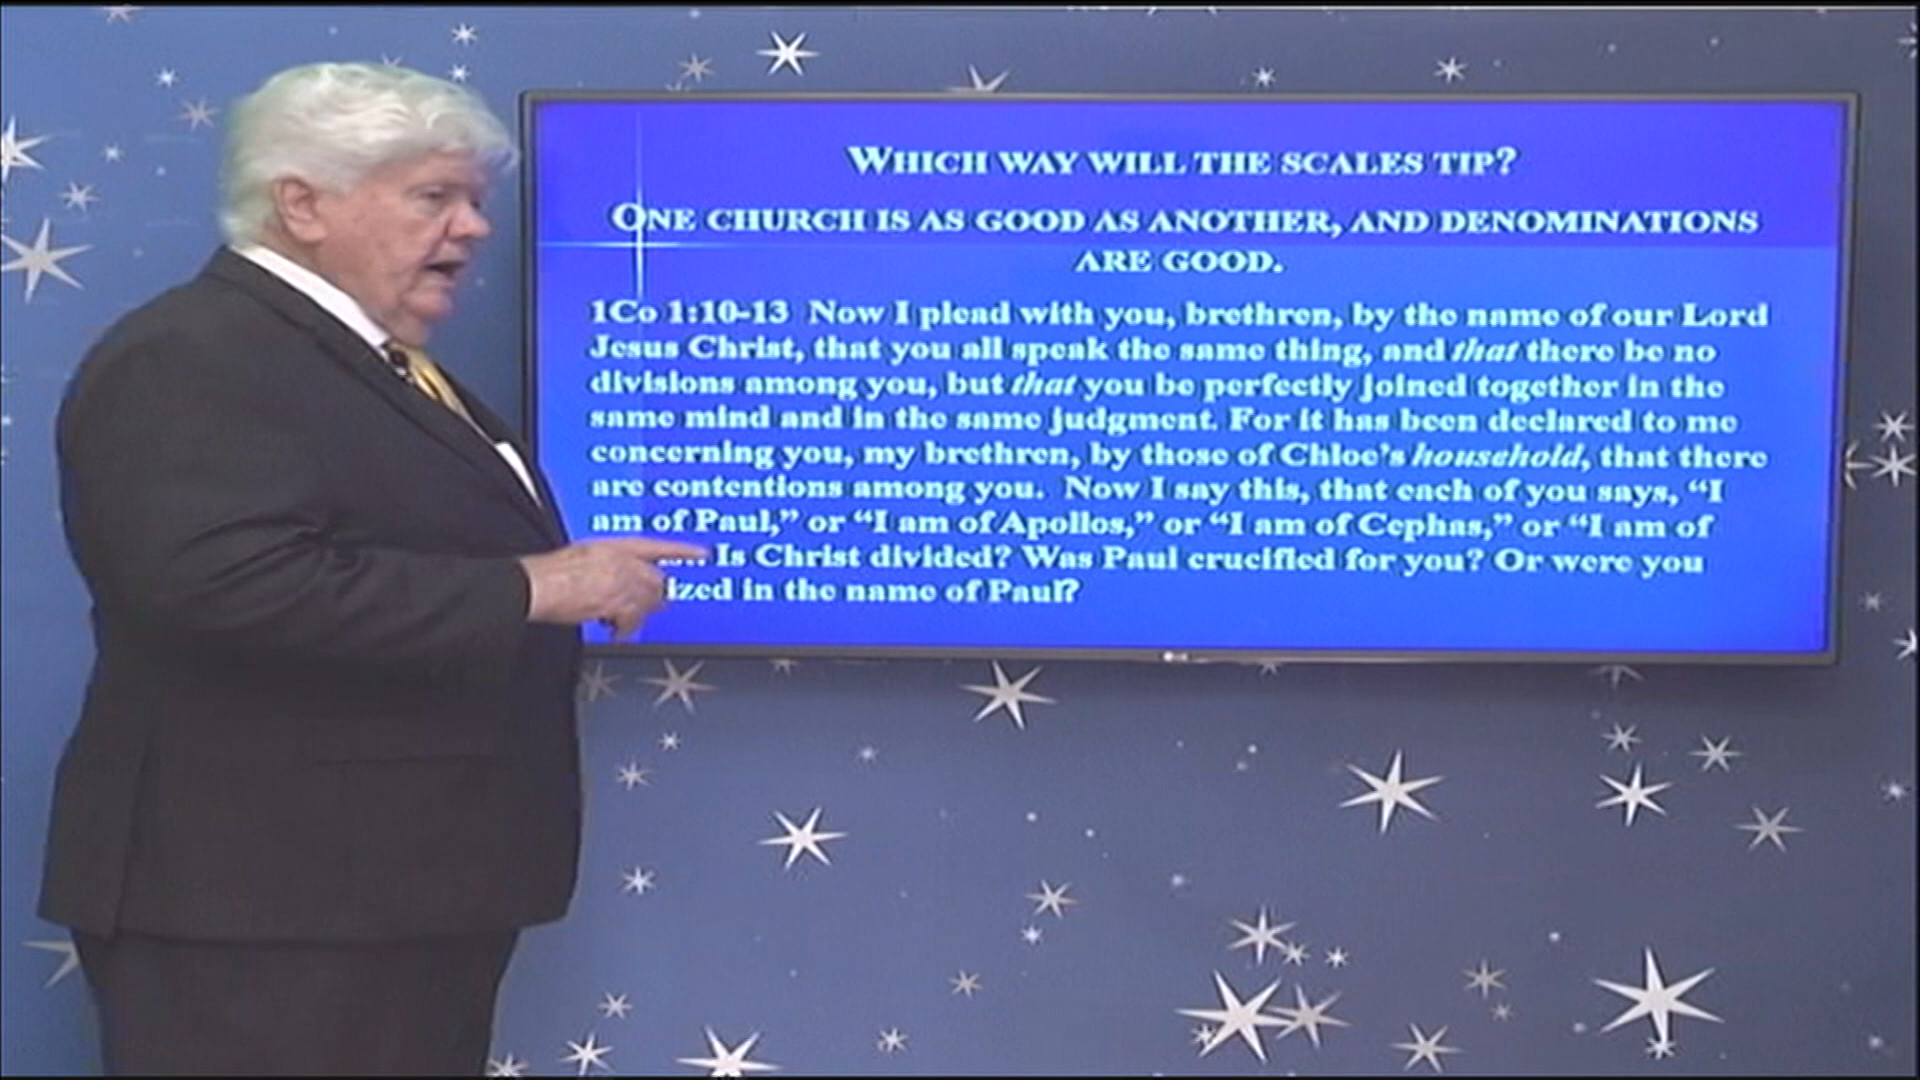 WHICH WAY WILL THE SCALES TIP?
ONE CHURCH IS AS GOOD AS ANOTHER, AND DENOMINATIONS
ARE GOOD.
1Co 1:10-13 Now I plead with you, brethren, by the name of our Lord
Jesus Christ, that you all speak the same thing, and that there be no
divisions among you, but that you be perfectly joined together in the
same mind and in the same judgment. For it has been declared to me
concerning you, my brethren, by those of Chloe's household, that there
are contentions among you. Now I say this, that each of you says, “I
am of Paul,” or “I am of Apollos,” or “I am of Cephas,” or “I am of
Is Christ divided? Was Paul crucified for you? Or were you
in the name of Paul?
LG